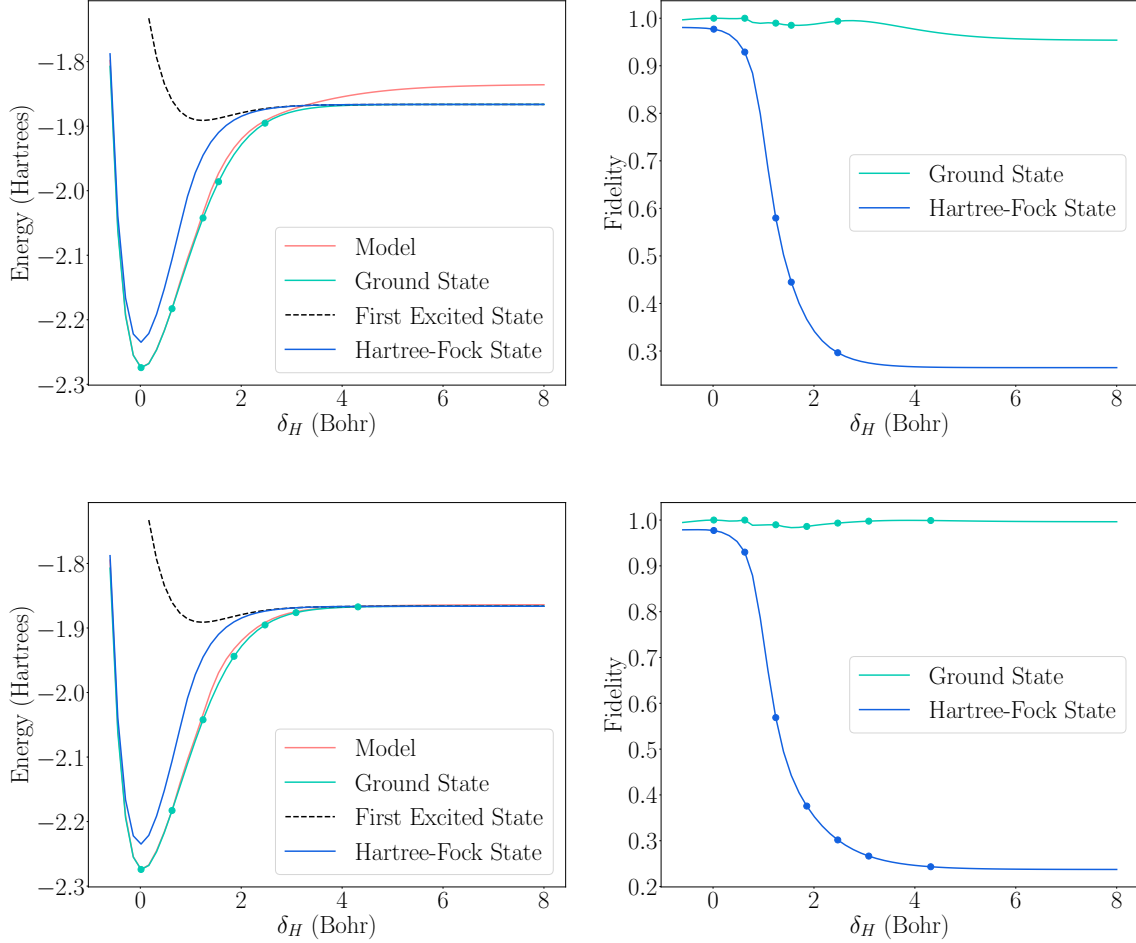 Energy (Hartrees)
−1.8
−1.9
−2.0
−2.1
−2.2
−2.3
0
2
4
6
8
δ_H (Bohr)
Model
Ground State
First Excited State
Hartree-Fock State
Fidelity
1.0
0.9
0.8
0.7
0.6
0.5
0.4
0.3
0
2
4
6
8
δ_H (Bohr)
Ground State
Hartree-Fock State
Energy (Hartrees)
−1.8
−1.9
−2.0
−2.1
−2.2
−2.3
0
2
4
6
8
δ_H (Bohr)
Model
Ground State
First Excited State
Hartree-Fock State
Fidelity
1.0
0.9
0.8
0.7
0.6
0.5
0.4
0.3
0.2
0
2
4
6
8
δ_H (Bohr)
Ground State
Hartree-Fock State